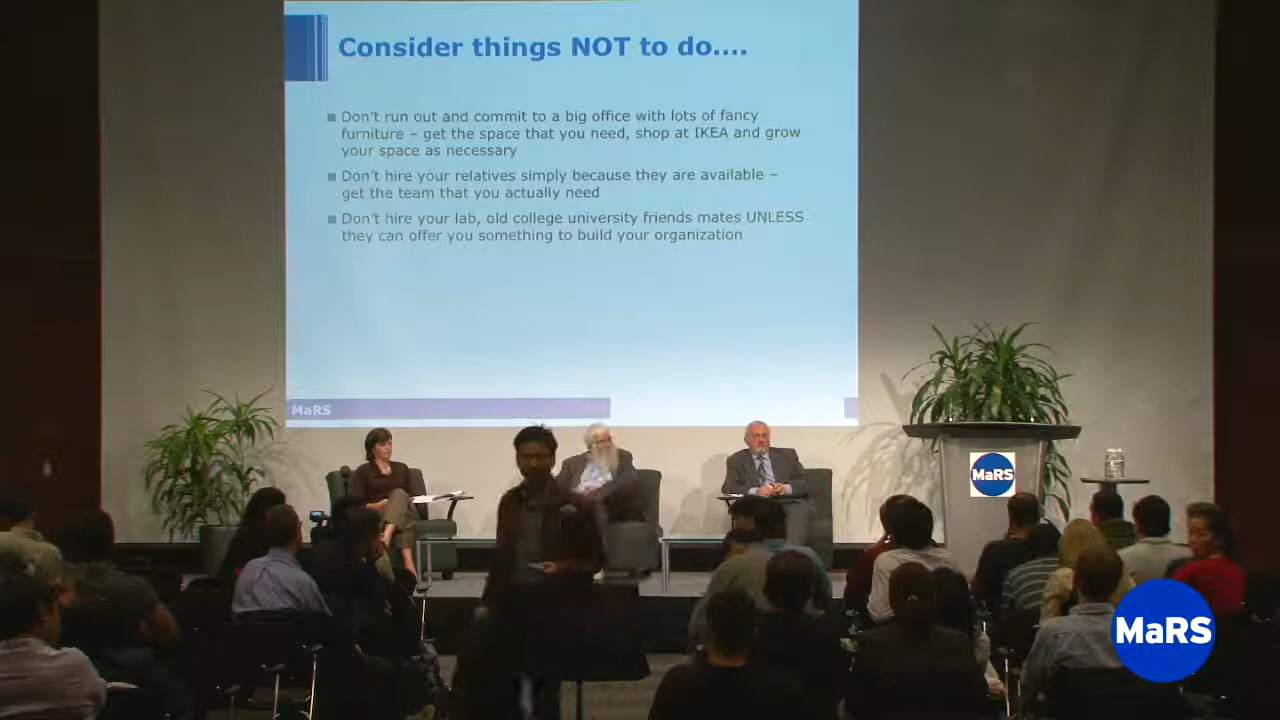 Consider things NOT to do....
Don't run out and commit to a big office with lots of fancy
furniture – get the space that you need, shop at IKEA and grow
your space as necessary
Don't hire your relatives simply because they are available –
get the team that you actually need
Don't hire your lab, old college university friends mates UNLESS
they can offer you something to build your organization
MaRS
MaRS
MaRS